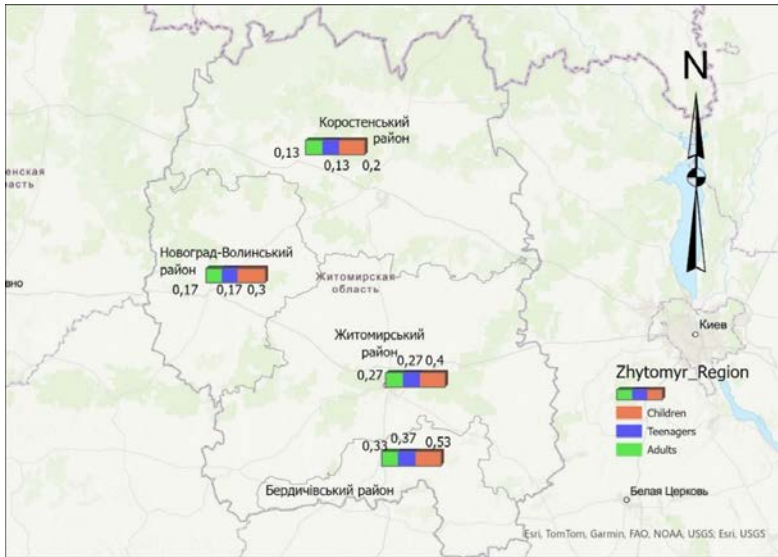 N
Коростенський
район
0,13
0,13 0,2
енская
асть
Новоград-Волинський
район
0,17 0,17 0,3
вно
Житомирская
область
Житомирський
район
0,27 0,4
0,27
Киев
Zhytomyr_Region
Children
Teenagers
Adults
0,33 0,37 0,53
Бердичівський район
Белая Церковь
Esri, TomTom, Garmin, FAO, NOAA, USGS; Esri, USGS